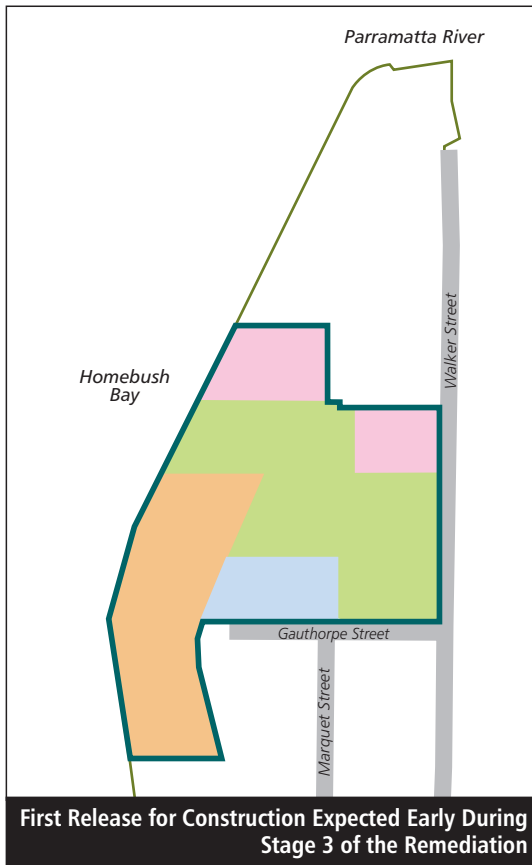 Parramatta River
Walker Street
Homebush
Bay
Gauthorpe Street
Marquet Street
First Release for Construction Expected Early During
Stage 3 of the Remediation